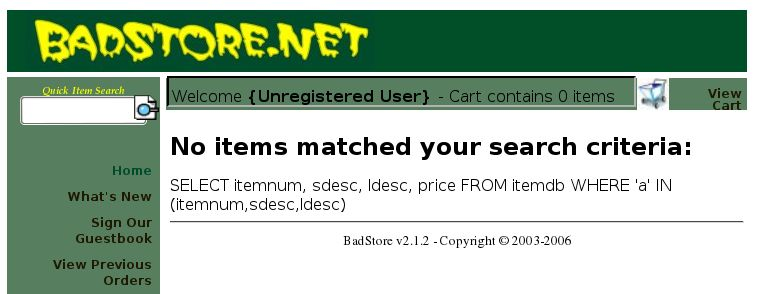 BADSTORE.NET
Quick Item Search
Welcome {Unregistered User} - Cart contains 0 items
View
Cart
Home
What's New
Sign Our
Guestbook
View Previous
Orders
No items matched your search criteria:
SELECT itemnum, sdesc, ldesc, price FROM itemdb WHERE 'a' IN
(itemnum,sdesc,ldesc)
BadStore v2.1.2 - Copyright © 2003-2006